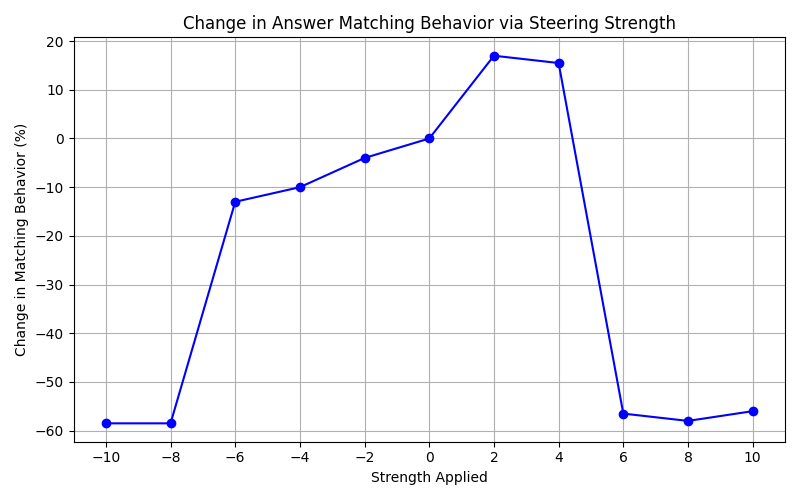 Change in Answer Matching Behavior via Steering Strength
Change in Matching Behavior (%)
20
10
0
−10
−20
−30
−40
−50
−60
−10 −8 −6 −4 −2 0 2 4 6 8 10
Strength Applied